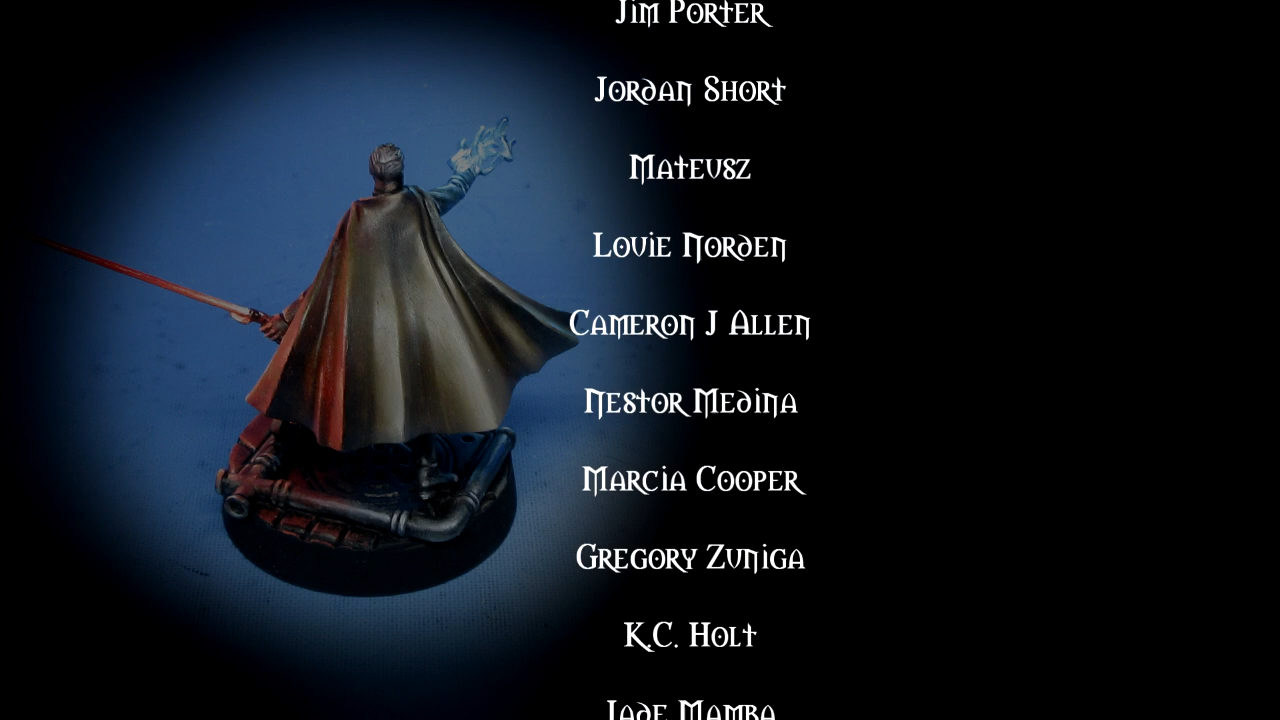 Jim Porter
Jordan Short
Mateusz
Louie Norden
Cameron J Allen
Nestor Medina
Marcia Cooper
Gregory Zuniga
K.C. Holt
Jade Mamba